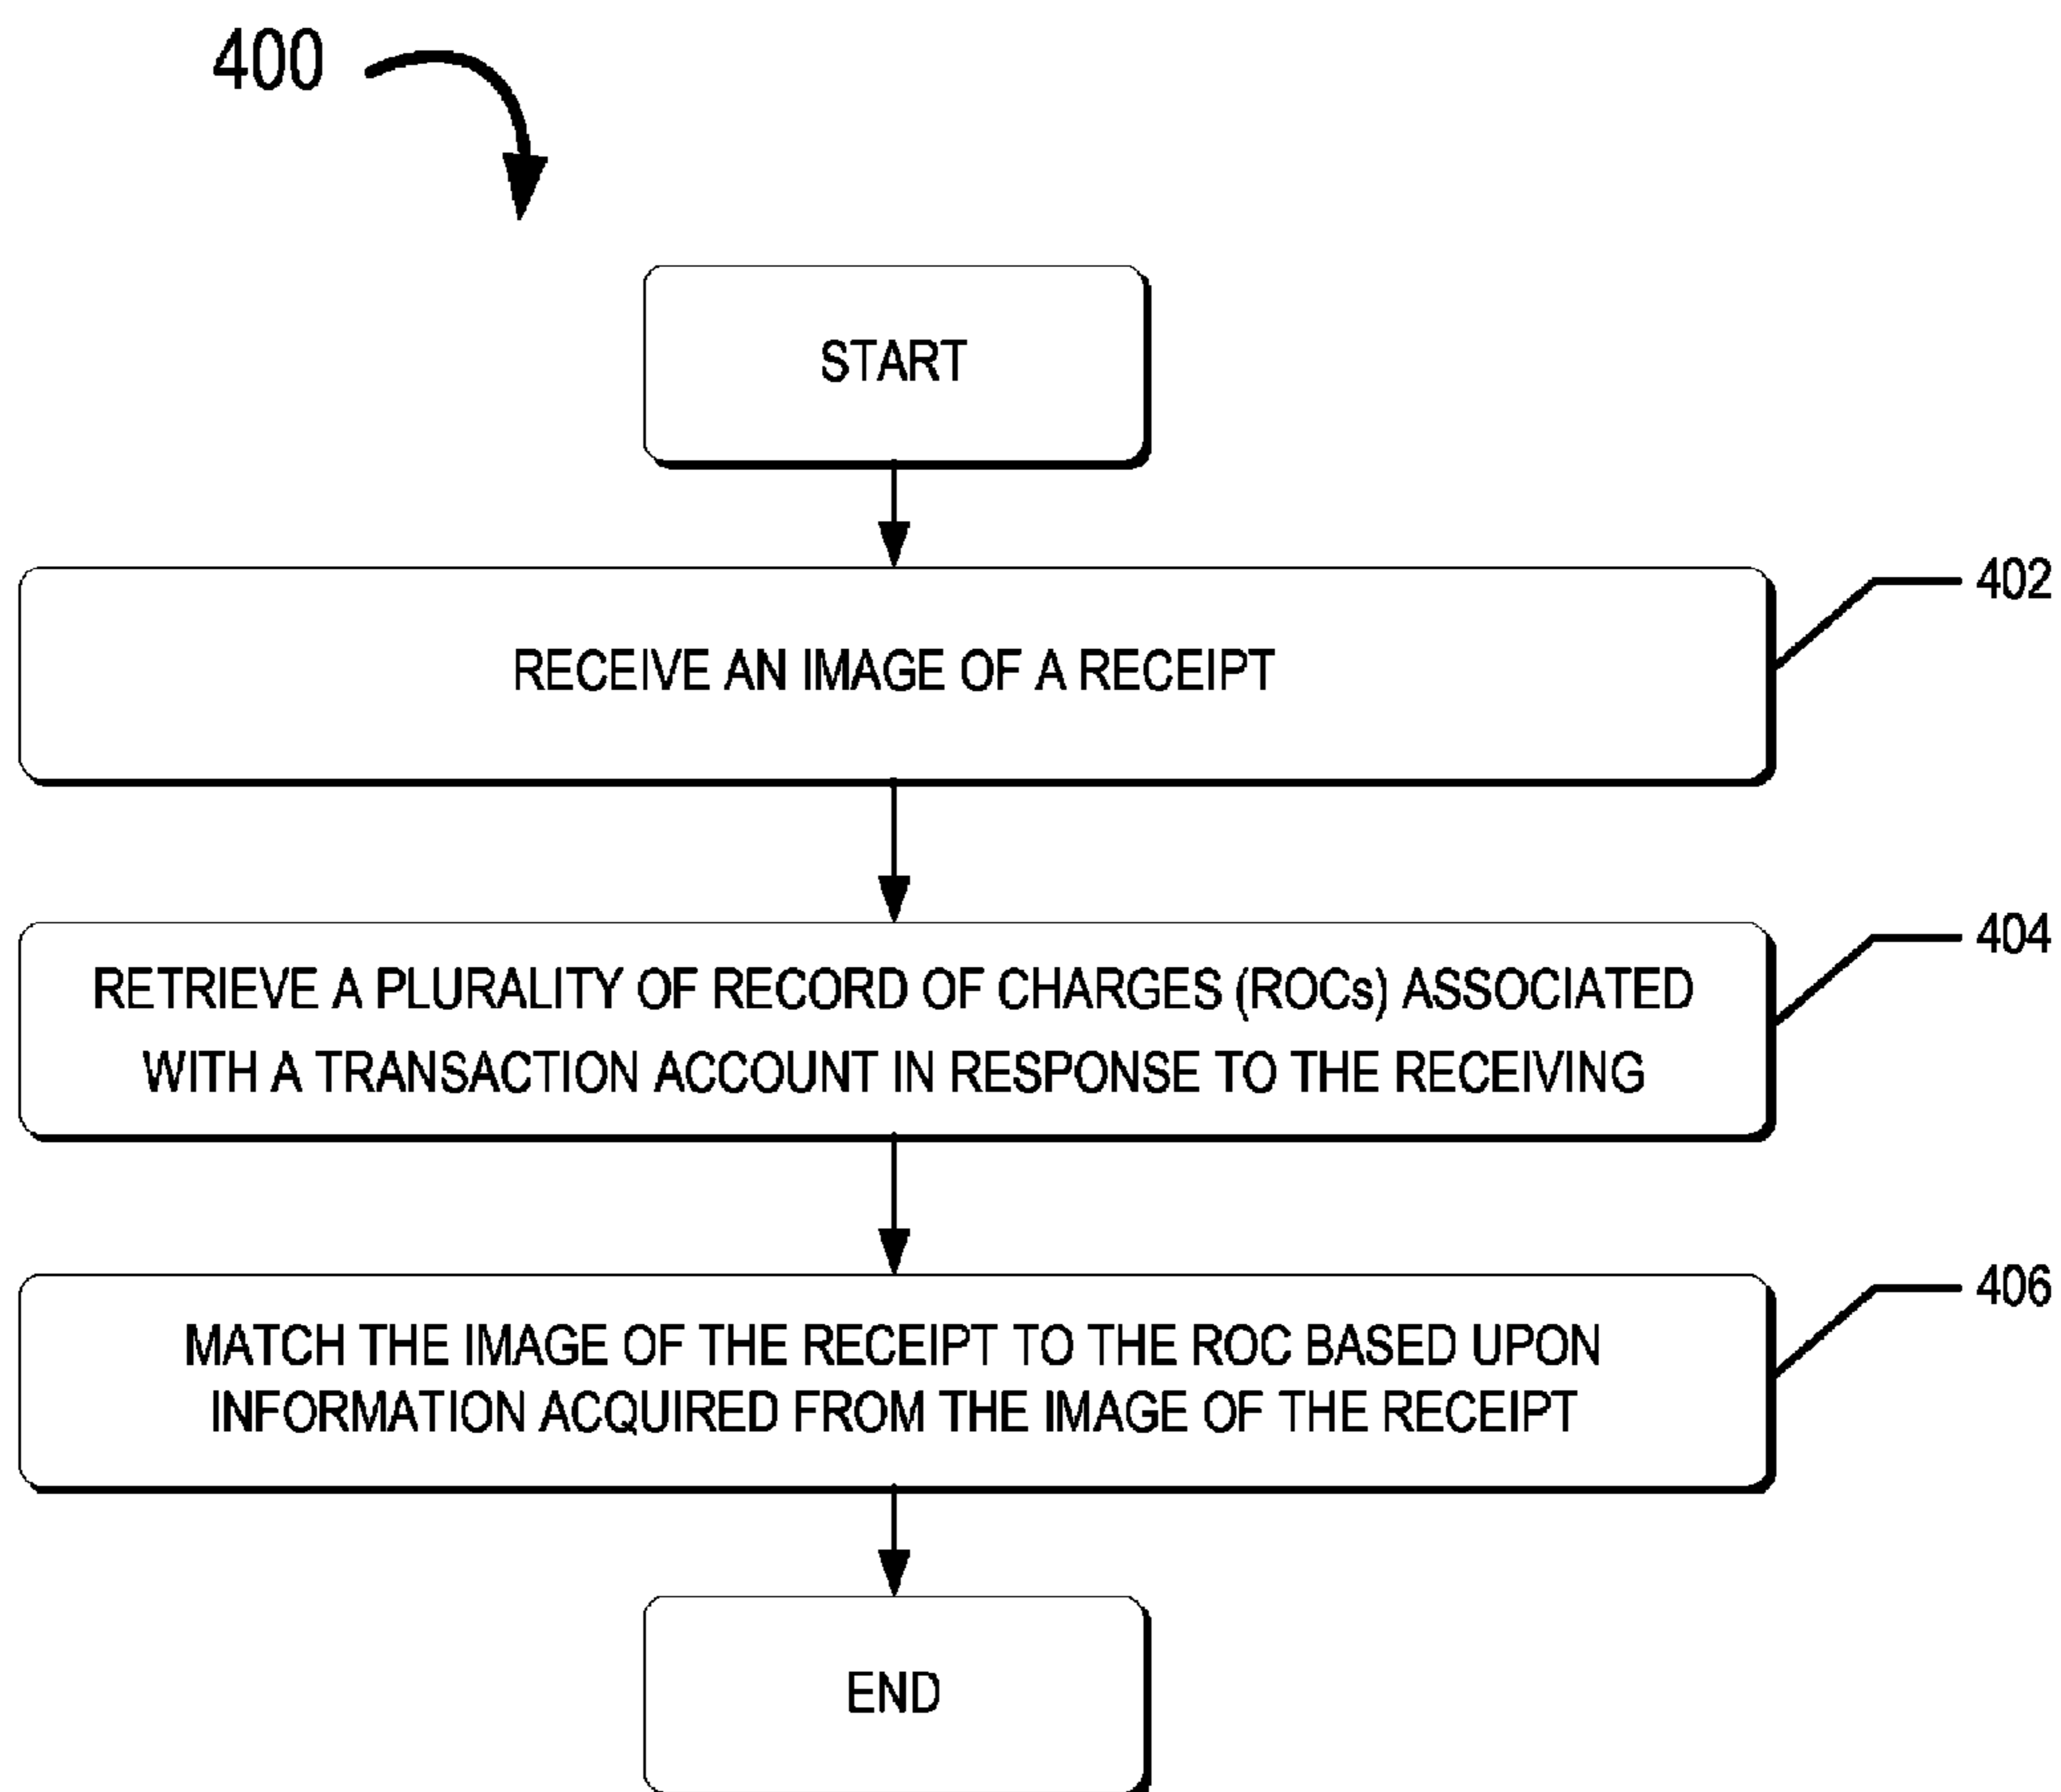 400
START
402
RECEIVE AN IMAGE OF A RECEIPT
404
RETRIEVE A PLURALITY OF RECORD OF CHARGES (ROCs) ASSOCIATED
WITH A TRANSACTION ACCOUNT IN RESPONSE TO THE RECEIVING
406
MATCH THE IMAGE OF THE RECEIPT TO THE ROC BASED UPON
INFORMATION ACQUIRED FROM THE IMAGE OF THE RECEIPT
END